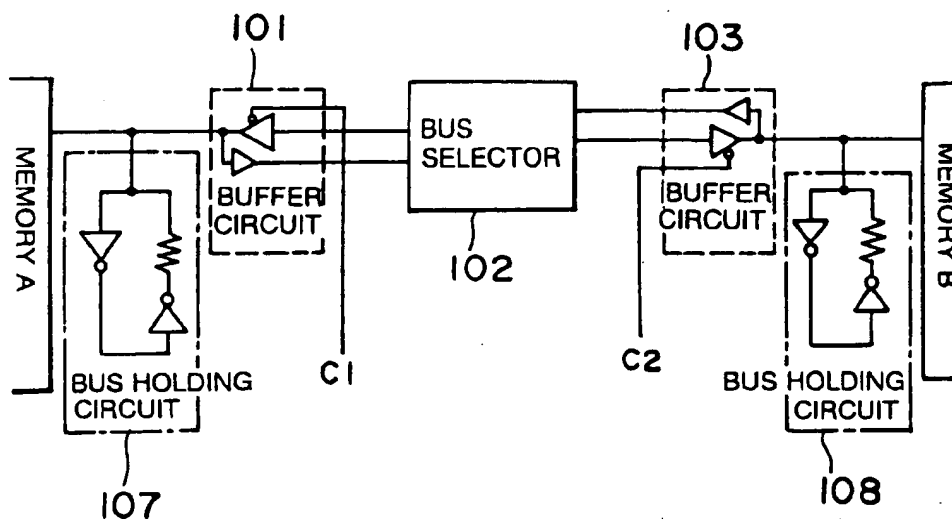 101
103
MEMORY A
BUS
SELECTOR
MEMORY B
BUFFER
CIRCUIT
BUFFER
CIRCUIT
102
C1
C2
BUS HOLDING
CIRCUIT
BUS HOLDING
CIRCUIT
107
108